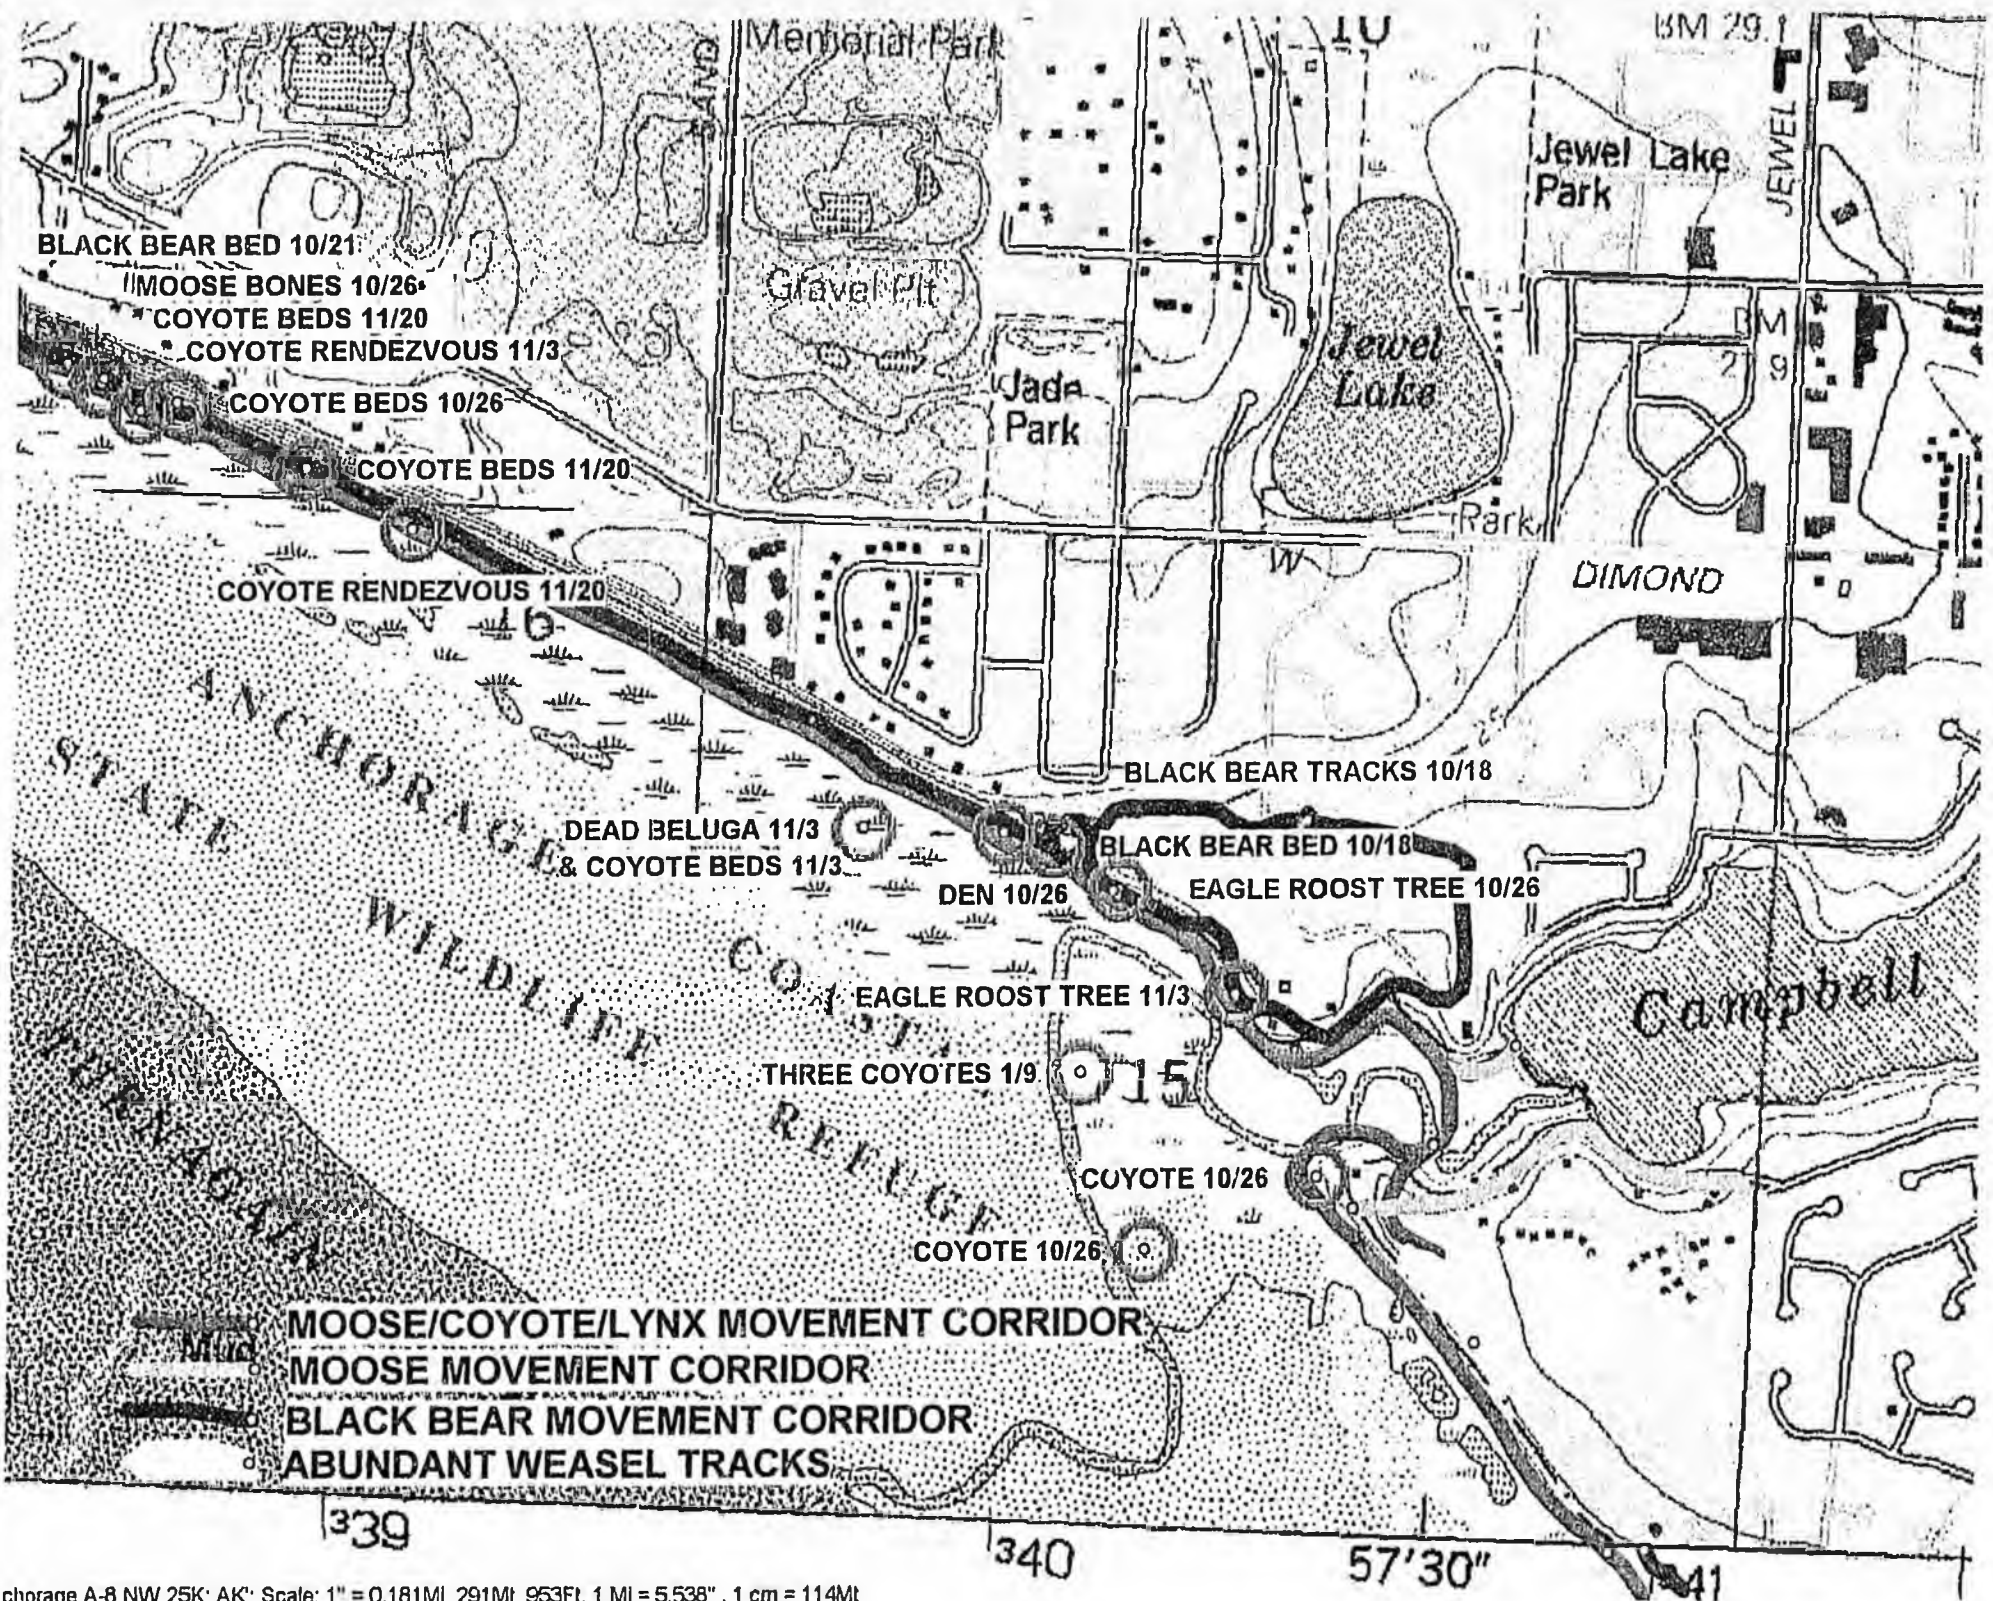 Memorial Park
10
BM 29.1
JEWEL
Jewel Lake
Park
BLACK BEAR BED 10/21
MOOSE BONES 10/26
COYOTE BEDS 11/20
COYOTE RENDEZVOUS 11/3
COYOTE BEDS 10/26
COYOTE BEDS 11/20
COYOTE RENDEZVOUS 11/20
Gravel Pit
Jade
Park
Jewel
Lake
Park
W
DIMOND
16
ANCHORAGE
STATE
WILDLIFE
REFUGE
BLACK BEAR TRACKS 10/18
DEAD BELUGA 11/3
& COYOTE BEDS 11/3
BLACK BEAR BED 10/18
DEN 10/26
EAGLE ROOST TREE 10/26
EAGLE ROOST TREE 11/3
Campbell
THREE COYOTES 1/9
15
COYOTE 10/26
COYOTE 10/26
MOOSE/COYOTE/LYNX MOVEMENT CORRIDOR
Mud
MOOSE MOVEMENT CORRIDOR
BLACK BEAR MOVEMENT CORRIDOR
ABUNDANT WEASEL TRACKS
339
340
57'30"
41
chorage A-8 NW 25K; AK"; Scale: 1" = 0.181Mi 291Mt 953Ft, 1 Mi = 5.538", 1 cm = 114Mt